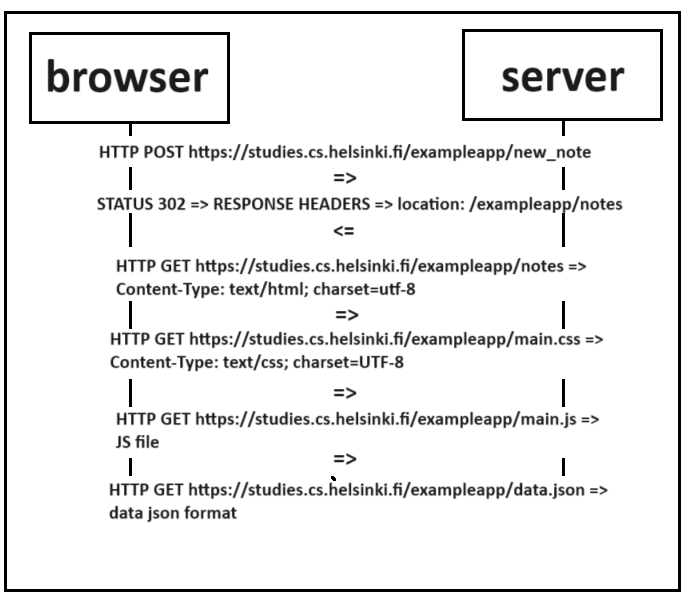 browser
server
HTTP POST https://studies.cs.helsinki.fi/exampleapp/new_note
=>
STATUS 302 => RESPONSE HEADERS => location: /exampleapp/notes
<=
HTTP GET https://studies.cs.helsinki.fi/exampleapp/notes =>
Content-Type: text/html; charset=utf-8
=>
HTTP GET https://studies.cs.helsinki.fi/exampleapp/main.css =>
Content-Type: text/css; charset=UTF-8
=>
HTTP GET https://studies.cs.helsinki.fi/exampleapp/main.js =>
JS file
=>
HTTP GET https://studies.cs.helsinki.fi/exampleapp/data.json =>
data json format